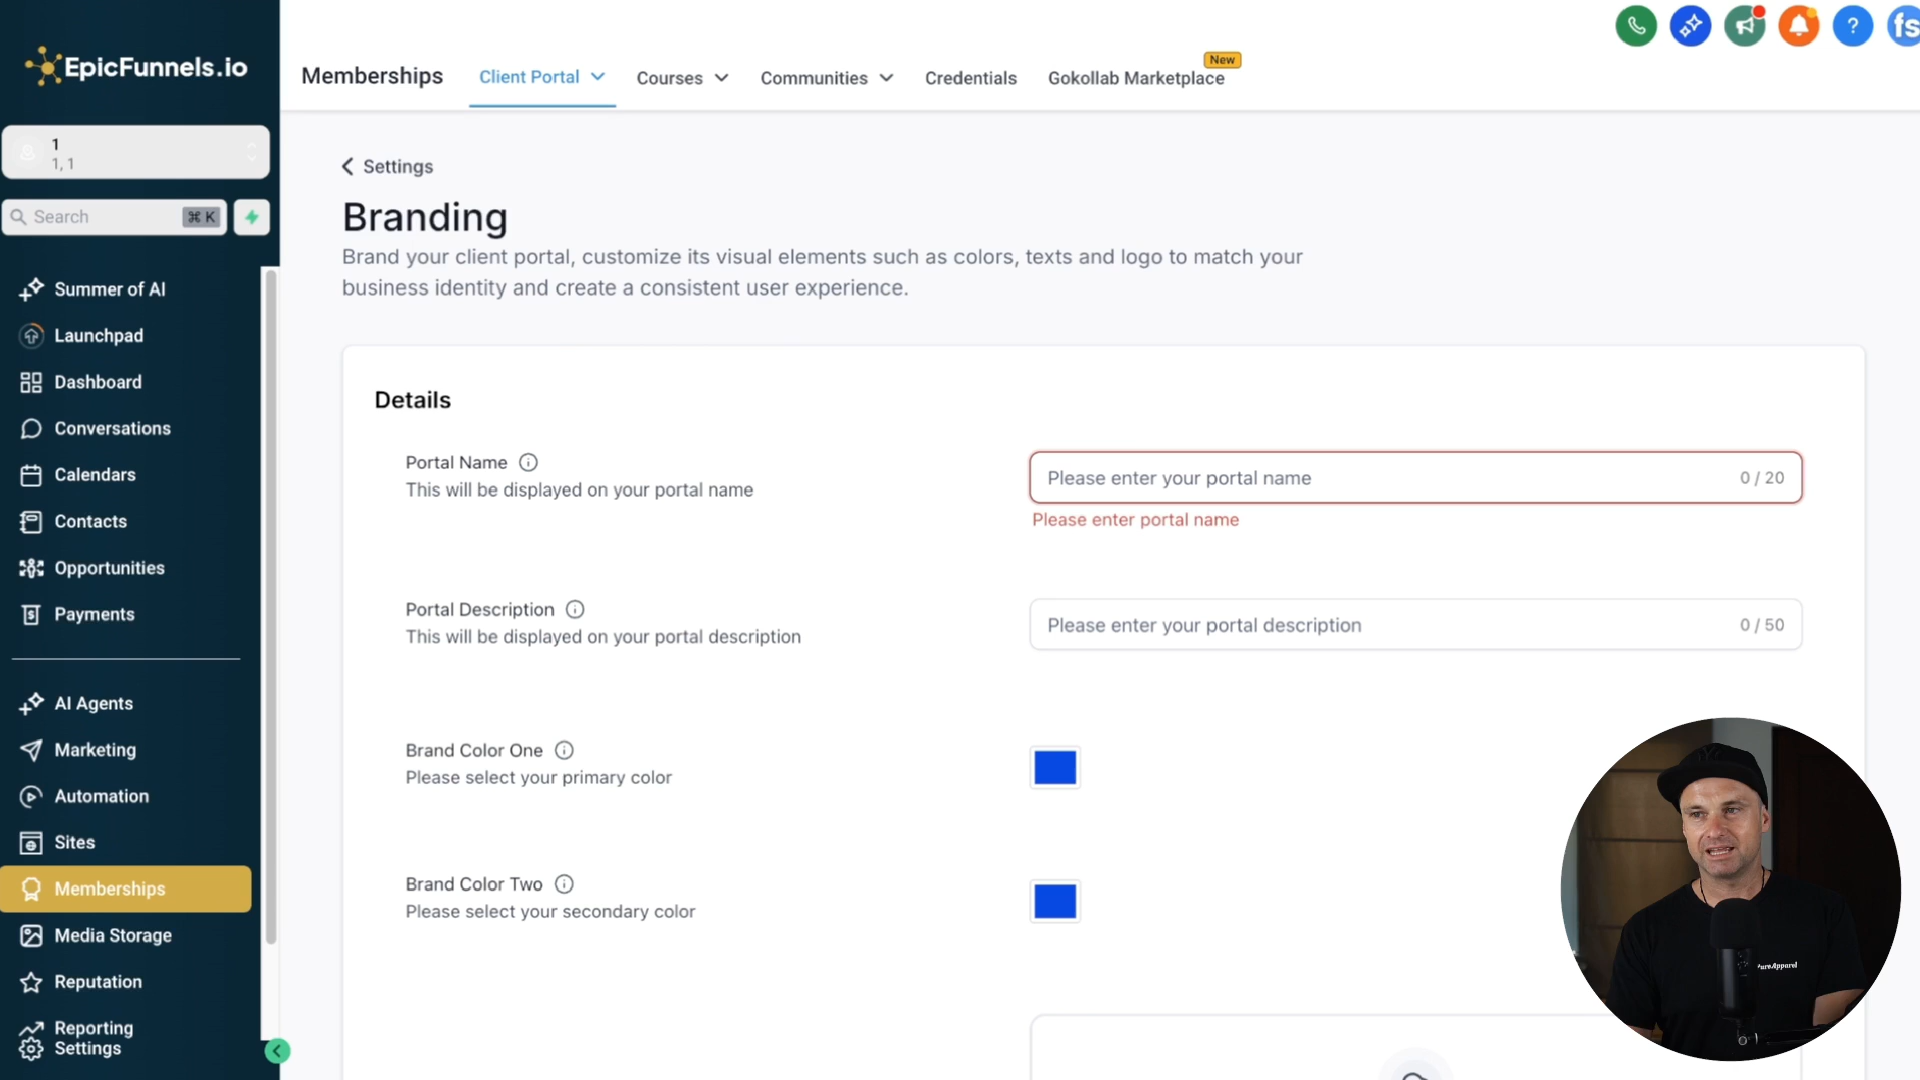 EpicFunnels.io
1
1, 1
Search
⌘ K
Summer of AI
Launchpad
Dashboard
Conversations
Calendars
Contacts
Opportunities
Payments
AI Agents
Marketing
Automation
Sites
Memberships
Media Storage
Reputation
Reporting
Settings
Memberships
Client Portal
Courses
Communities
Credentials
Gokollab Marketplace
New
?
fs
Settings
Branding
Brand your client portal, customize its visual elements such as colors, texts and logo to match your
business identity and create a consistent user experience.
Details
Portal Name
This will be displayed on your portal name
Please enter your portal name
0 / 20
Please enter portal name
Portal Description
This will be displayed on your portal description
Please enter your portal description
0 / 50
Brand Color One
Please select your primary color
Brand Color Two
Please select your secondary color